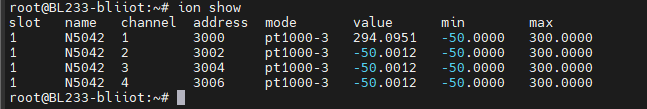 root@BL233-bliiot:~# ion show
slot name channel address mode value min max
1 N5042 1 3000 pt1000-3 294.0951 -50.0000 300.0000
1 N5042 2 3002 pt1000-3 -50.0012 -50.0000 300.0000
1 N5042 3 3004 pt1000-3 -50.0012 -50.0000 300.0000
1 N5042 4 3006 pt1000-3 -50.0012 -50.0000 300.0000
root@BL233-bliiot:~#